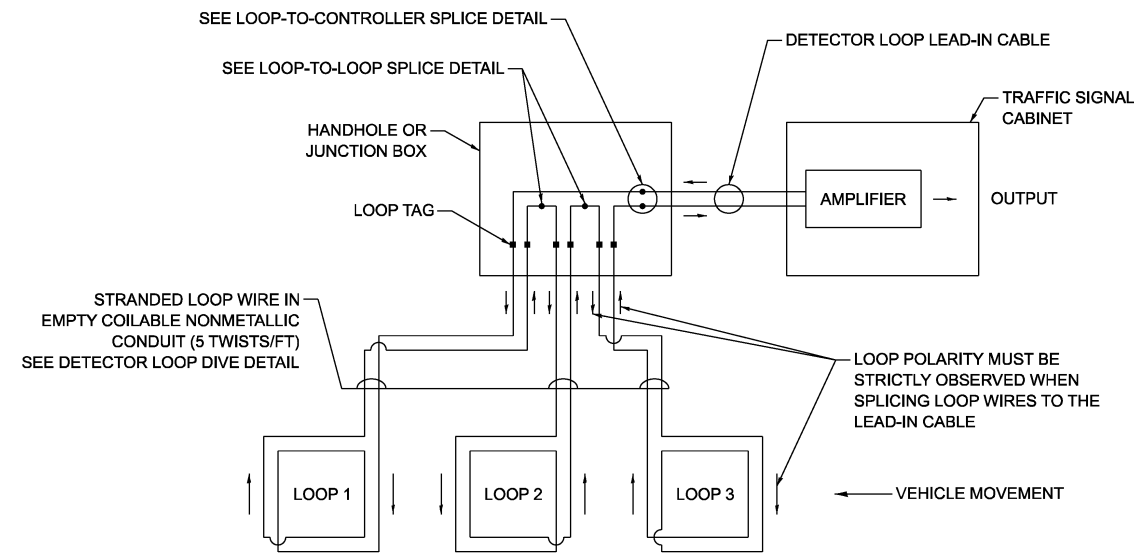 SEE LOOP-TO-CONTROLLER SPLICE DETAIL
DETECTOR LOOP LEAD-IN CABLE
SEE LOOP-TO-LOOP SPLICE DETAIL
TRAFFIC SIGNAL
CABINET
HANDHOLE OR
JUNCTION BOX
LOOP TAG
AMPLIFIER
OUTPUT
STRANDED LOOP WIRE IN
EMPTY COILABLE NONMETALLIC
CONDUIT (5 TWISTS/FT)
SEE DETECTOR LOOP DIVE DETAIL
LOOP POLARITY MUST BE
STRICTLY OBSERVED WHEN
SPLICING LOOP WIRES TO THE
LEAD-IN CABLE
LOOP 1
LOOP 2
LOOP 3
VEHICLE MOVEMENT